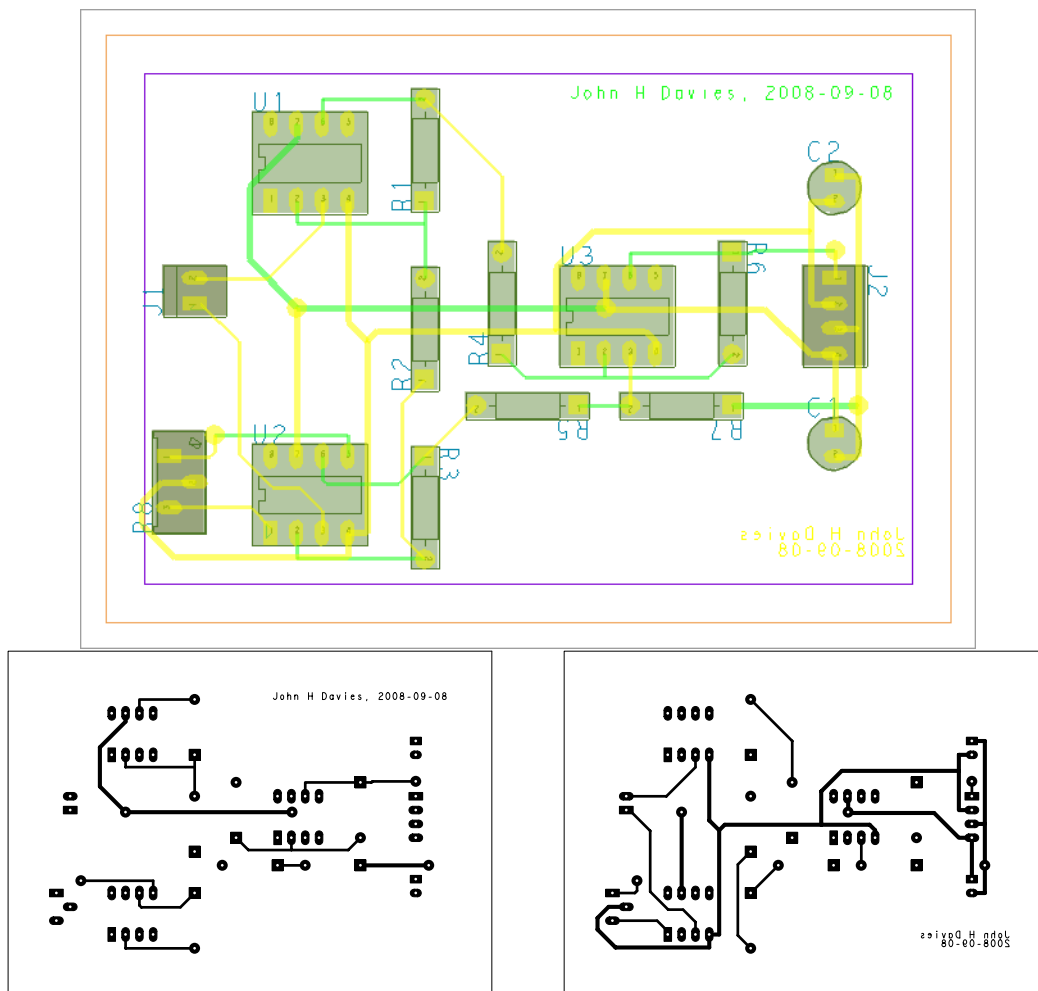 John H Davies, 2008-09-08
U1
C2
R1
U3
R6
J1
J2
R4
R2
C1
R5
R7
U2
R3
R8
John H Davies
2008-09-08
John H Davies, 2008-09-08
John H Davies
2008-09-08